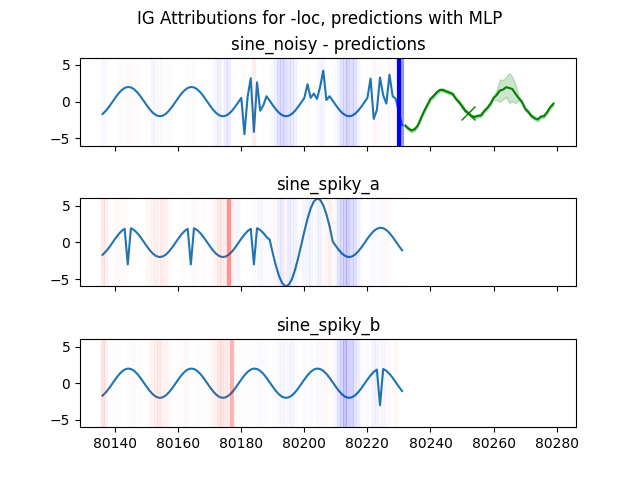 IG Attributions for -loc, predictions with MLP
sine_noisy - predictions
5
0
−5
sine_spiky_a
5
0
−5
sine_spiky_b
5
0
−5
80140 80160 80180 80200 80220 80240 80260 80280